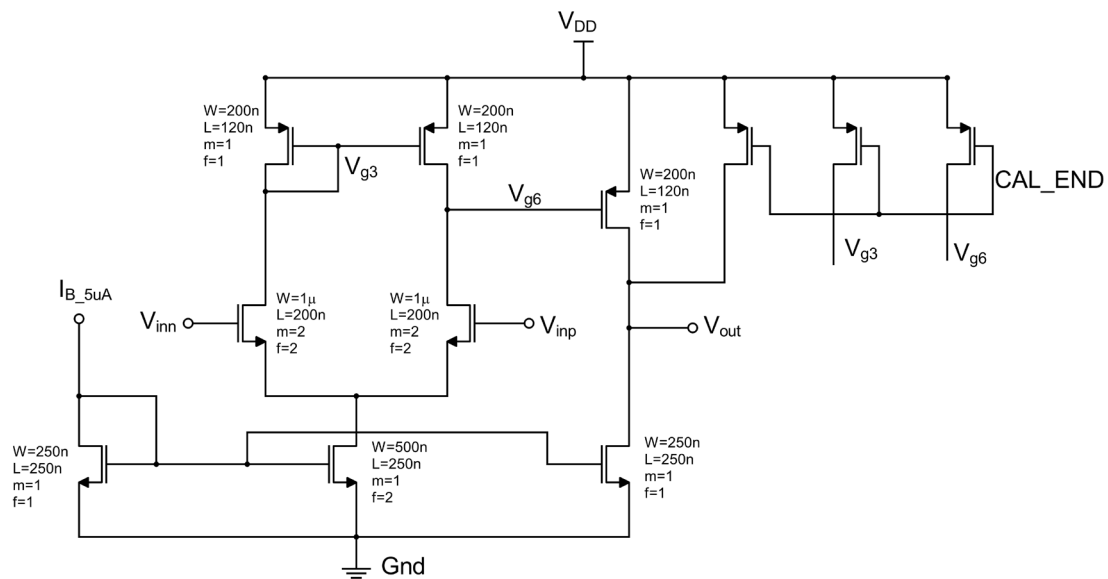 V_DD
W=200n
L=120n
m=1
f=1
W=200n
L=120n
m=1
f=1
V_g3
W=200n
L=120n
m=1
f=1
V_g6
CAL_END
V_g3
V_g6
I_B_5uA
W=1µ
L=200n
m=2
f=2
W=1µ
L=200n
m=2
f=2
V_inn
V_inp
V_out
W=250n
L=250n
m=1
f=1
W=500n
L=250n
m=1
f=2
W=250n
L=250n
m=1
f=1
Gnd